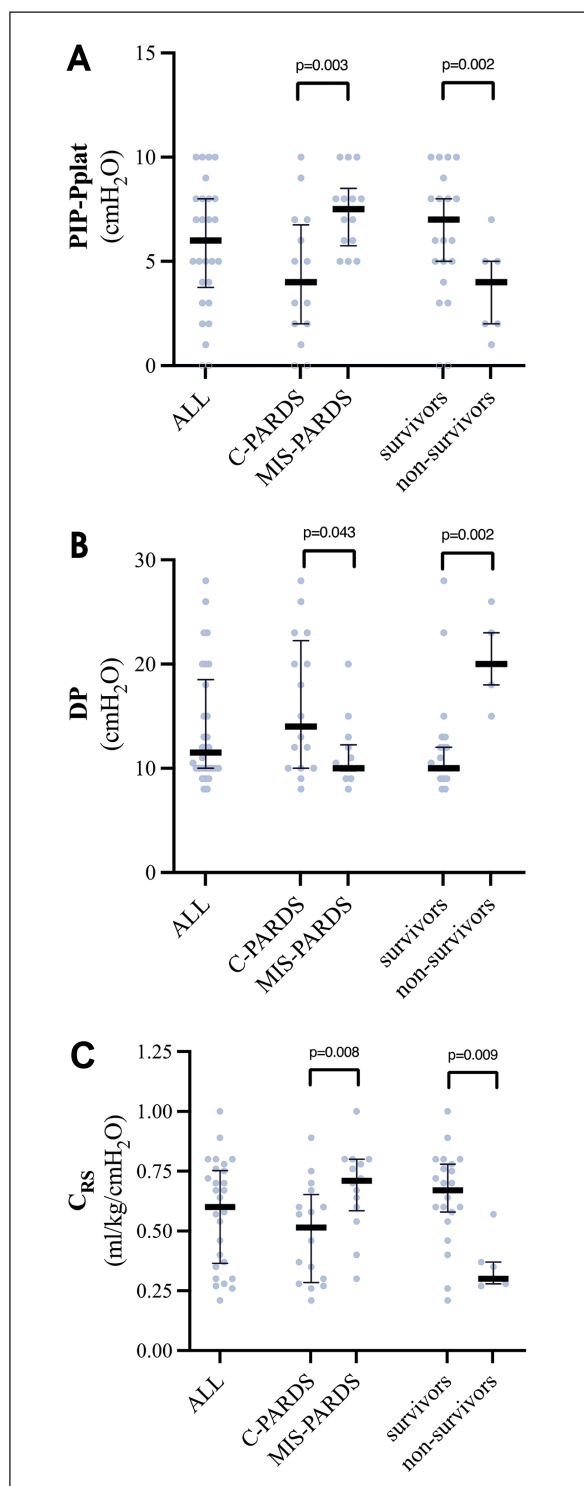 A
PIP-Pplat
(cmH2O)
15
10
5
0
p=0.003
p=0.002
ALL
C-PARDS
MIS-PARDS
survivors
non-survivors
B
DP
(cmH2O)
30
20
10
0
p=0.043
p=0.002
ALL
C-PARDS
MIS-PARDS
survivors
non-survivors
C
CRS
(ml/kg/cmH2O)
1.25
1.00
0.75
0.50
0.25
0.00
p=0.008
p=0.009
ALL
C-PARDS
MIS-PARDS
survivors
non-survivors